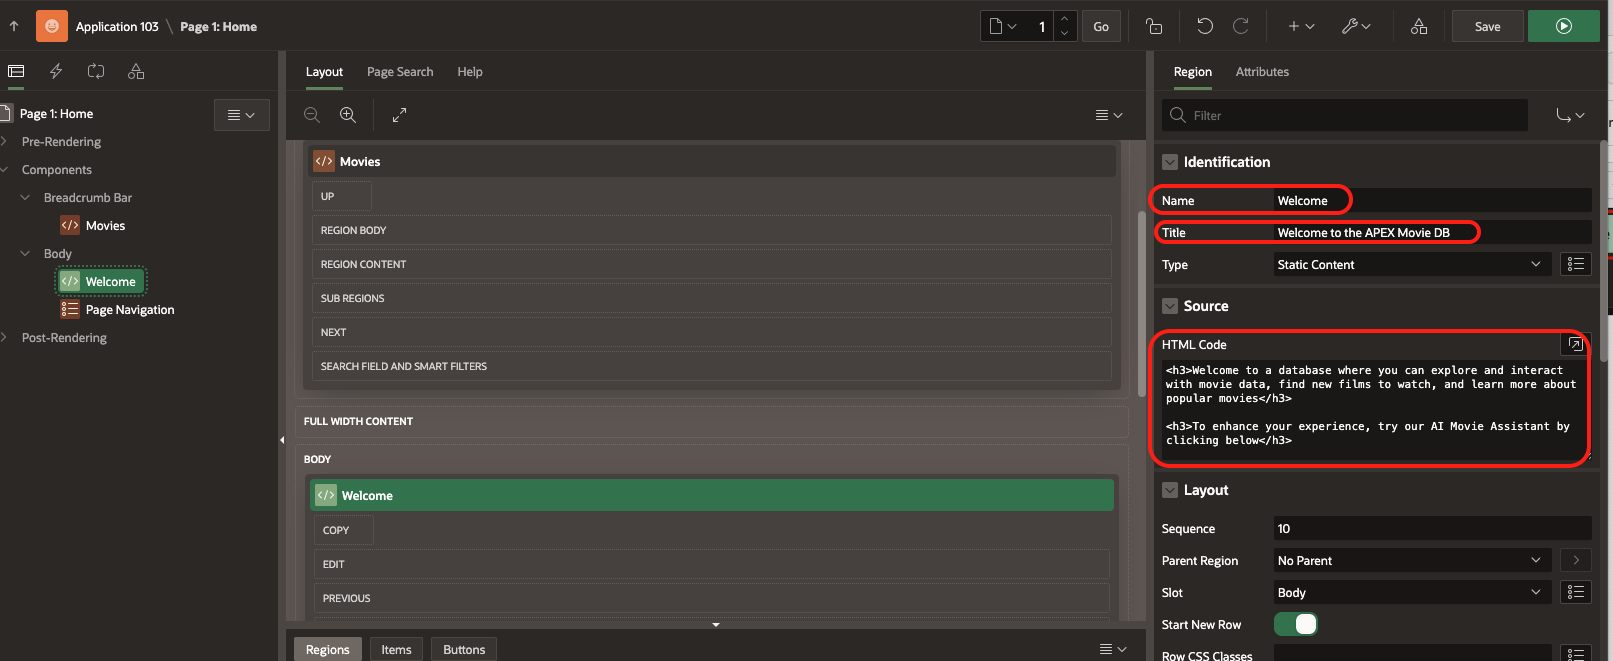 Application 103 \ Page 1: Home
1
Go
Save
Page 1: Home
Pre-Rendering
Components
Breadcrumb Bar
Movies
Body
Welcome
Page Navigation
Post-Rendering
Layout Page Search Help
Movies
UP
REGION BODY
REGION CONTENT
SUB REGIONS
NEXT
SEARCH FIELD AND SMART FILTERS
FULL WIDTH CONTENT
BODY
Welcome
COPY
EDIT
PREVIOUS
Regions Items Buttons
Region Attributes
Filter
Identification
Name Welcome
Title Welcome to the APEX Movie DB
Type Static Content
Source
HTML Code
<h3>Welcome to a database where you can explore and interact
with movie data, find new films to watch, and learn more about
popular movies</h3>
<h3>To enhance your experience, try our AI Movie Assistant by
clicking below</h3>
Layout
Sequence 10
Parent Region No Parent
Slot Body
Start New Row
Row CSS Classes